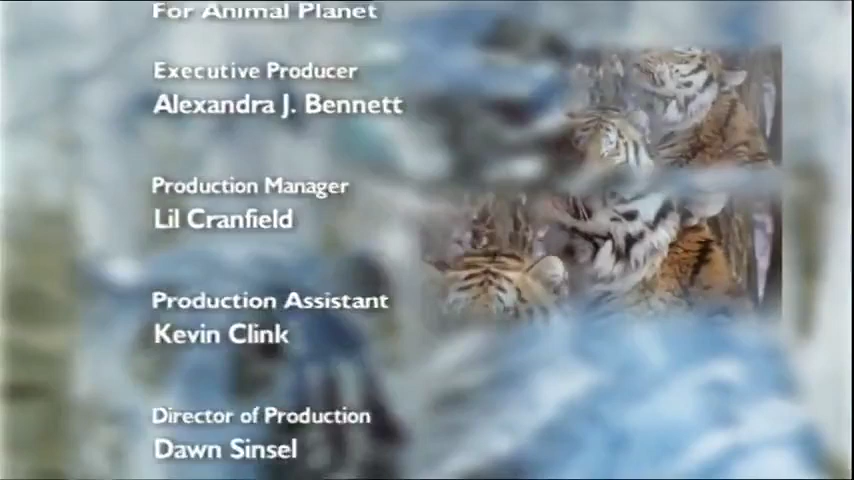 For Animal Planet
Executive Producer
Alexandra J. Bennett
Production Manager
Lil Cranfield
Production Assistant
Kevin Clink
Director of Production
Dawn Sinsel